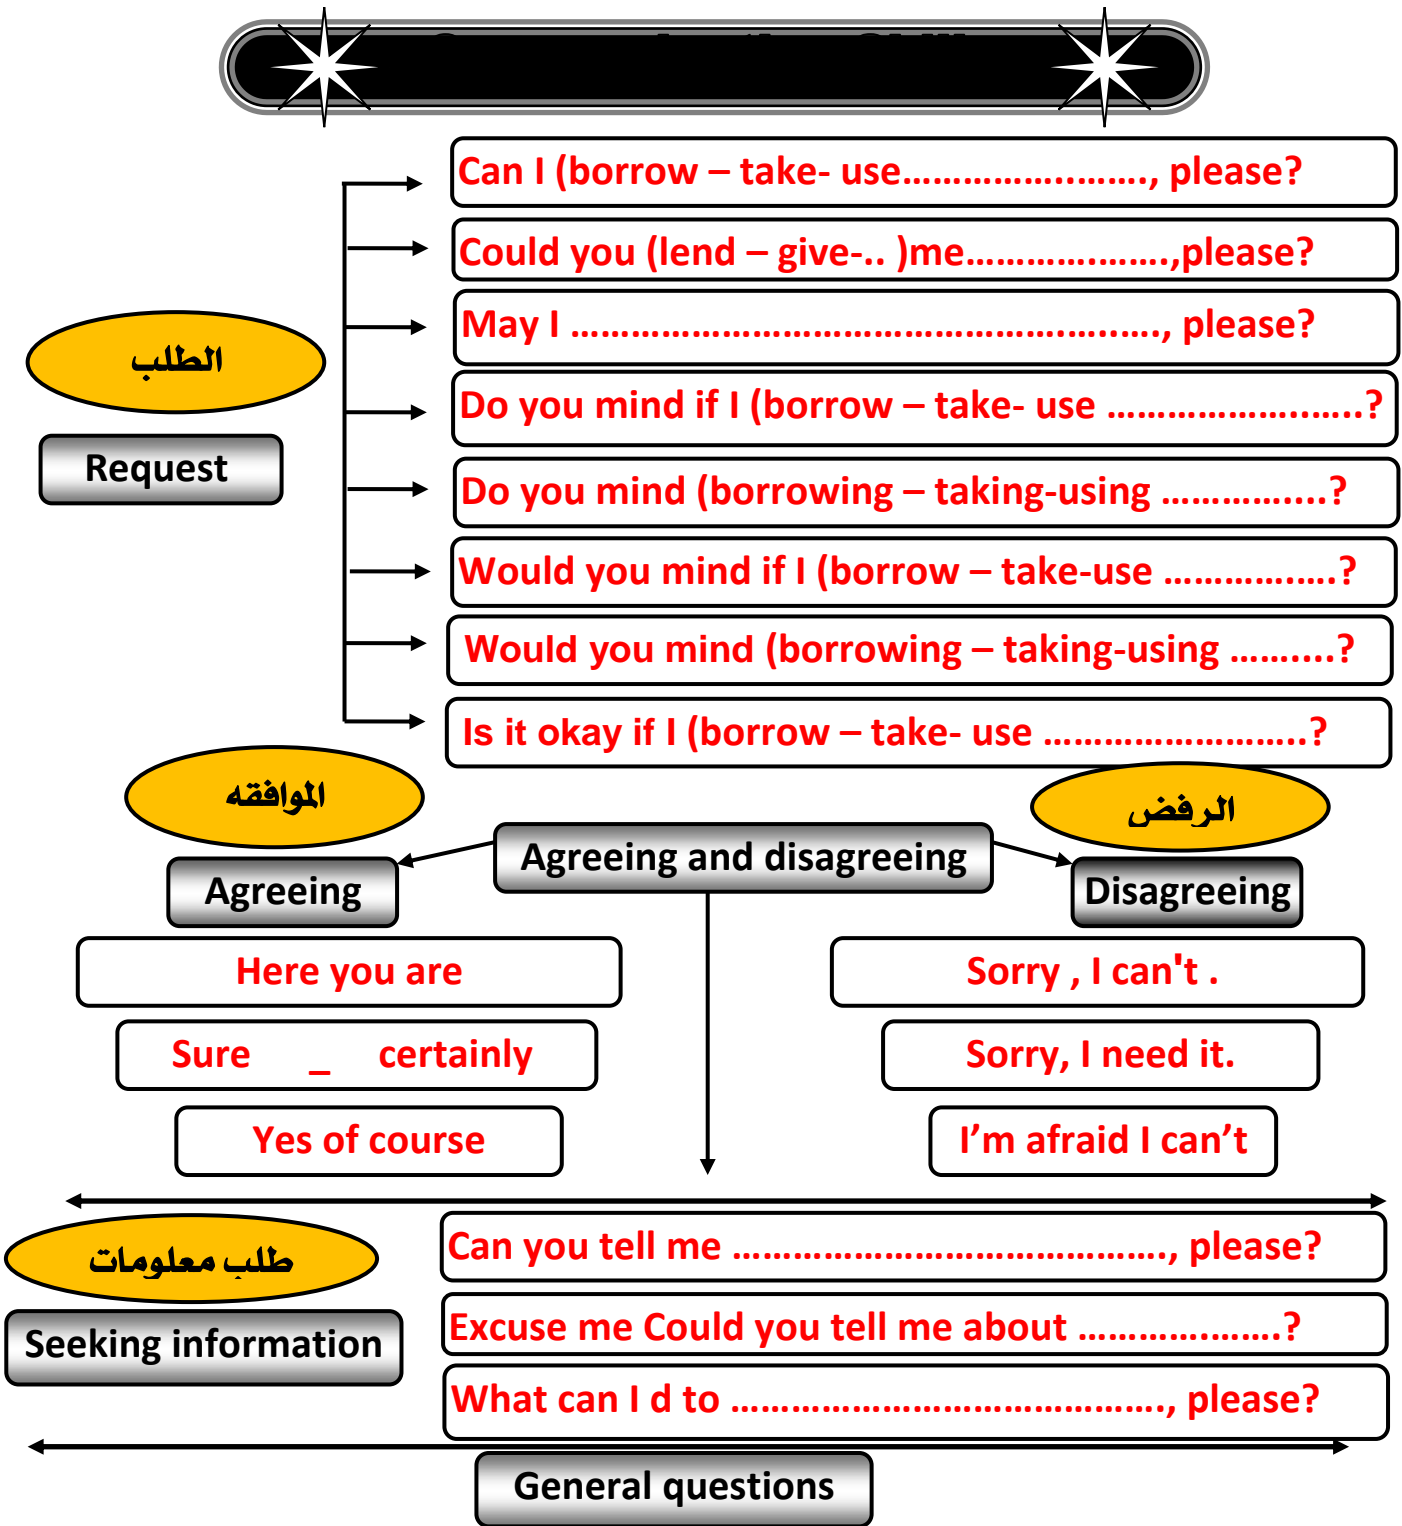 Can I (borrow – take- use……………..……., please?
Could you (lend – give-.. )me………….…….,please?
May I ………………………………………….…..…., please?
Do you mind if I (borrow – take- use ………………..…..?
Do you mind (borrowing – taking-using …………....?
Would you mind if I (borrow – take-use …………..….?
Would you mind (borrowing – taking-using ……....?
Is it okay if I (borrow – take- use ……………………..?
الطلب
Request
الموافقه
الرفض
Agreeing and disagreeing
Agreeing
Disagreeing
Here you are
Sorry , I can't .
Sure _ certainly
Sorry, I need it.
Yes of course
I’m afraid I can’t
طلب معلومات
Seeking information
Can you tell me ……………………………………., please?
Excuse me Could you tell me about ………….…….?
What can I d to ……………………………………., please?
General questions